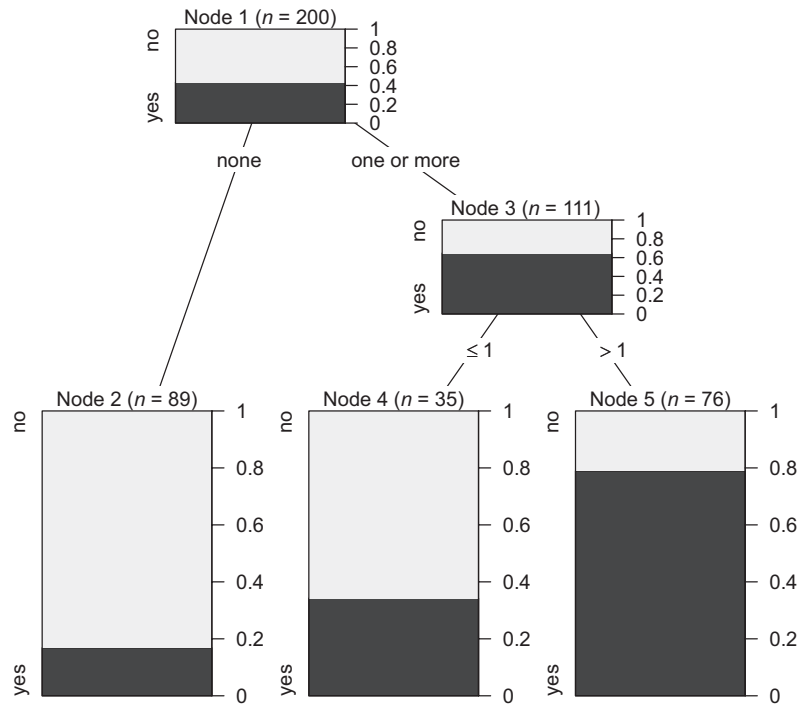 Node 1 (n = 200)
no
yes
1
0.8
0.6
0.4
0.2
0
none
one or more
Node 3 (n = 111)
no
yes
1
0.8
0.6
0.4
0.2
0
≤ 1
> 1
Node 2 (n = 89)
no
yes
1
0.8
0.6
0.4
0.2
0
Node 4 (n = 35)
no
yes
1
0.8
0.6
0.4
0.2
0
Node 5 (n = 76)
no
yes
1
0.8
0.6
0.4
0.2
0